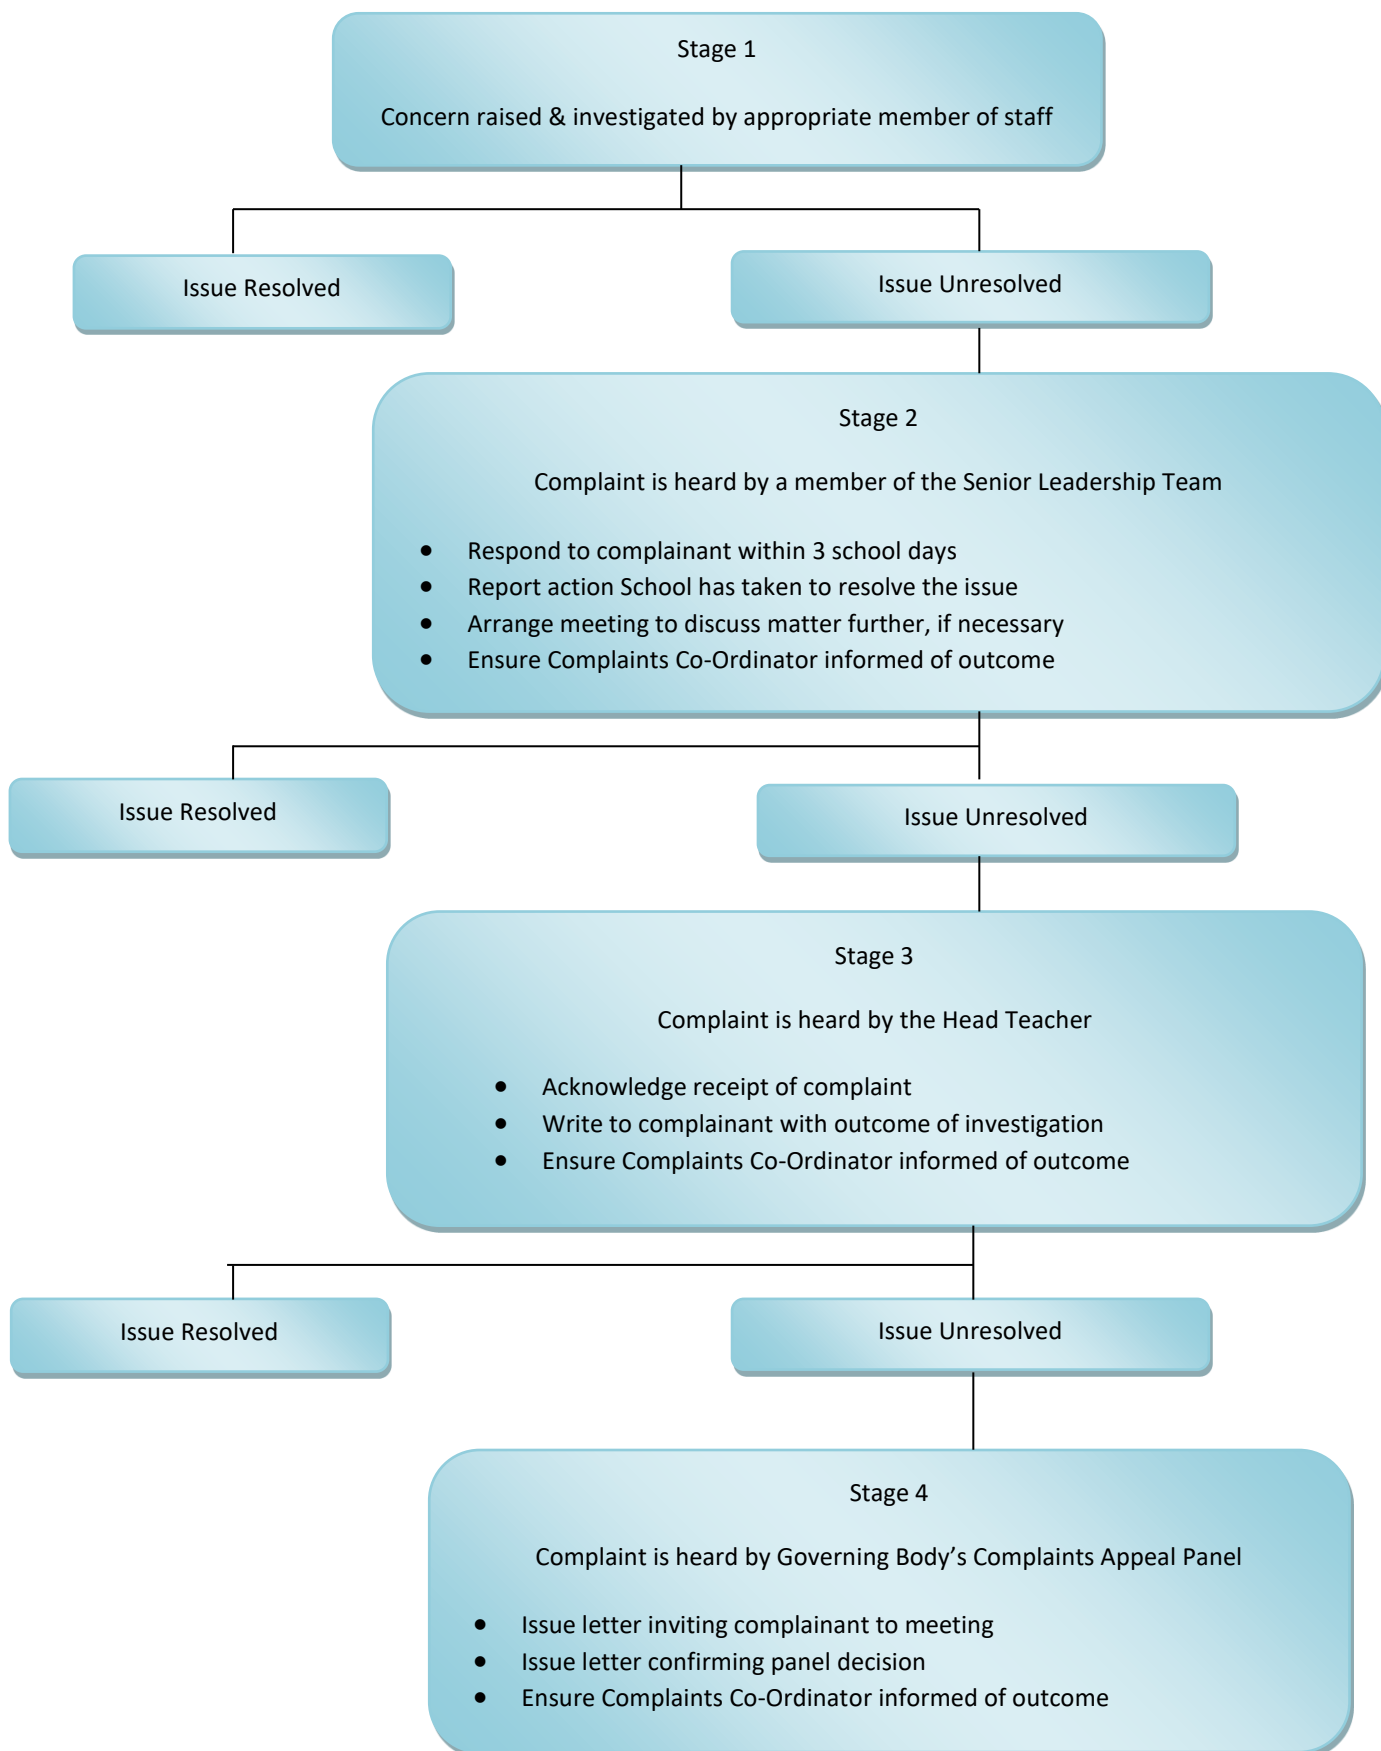 Stage 1
Concern raised & investigated by appropriate member of staff
Issue Resolved
Issue Unresolved
Stage 2
Complaint is heard by a member of the Senior Leadership Team
• Respond to complainant within 3 school days
• Report action School has taken to resolve the issue
• Arrange meeting to discuss matter further, if necessary
• Ensure Complaints Co-Ordinator informed of outcome
Issue Resolved
Issue Unresolved
Stage 3
Complaint is heard by the Head Teacher
• Acknowledge receipt of complaint
• Write to complainant with outcome of investigation
• Ensure Complaints Co-Ordinator informed of outcome
Issue Resolved
Issue Unresolved
Stage 4
Complaint is heard by Governing Body’s Complaints Appeal Panel
• Issue letter inviting complainant to meeting
• Issue letter confirming panel decision
• Ensure Complaints Co-Ordinator informed of outcome